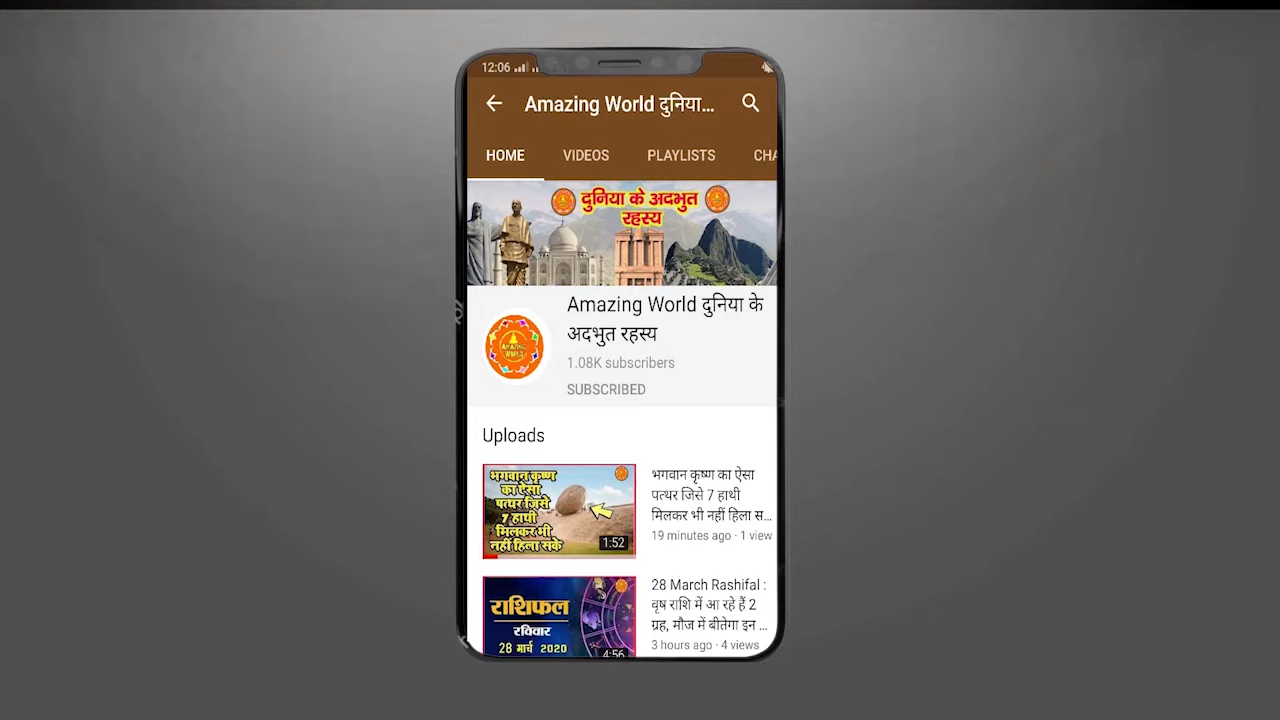 12:06
Amazing World दुनिया...
HOME VIDEOS PLAYLISTS CHA
दुनिया के अदभुत
रहस्य
Amazing World दुनिया के
अदभुत रहस्य
AMAZING
WORLD
1.08K subscribers
SUBSCRIBED
Uploads
भगवान कृष्ण
का ऐसा
पत्थर जिसे
7 हाथी
मिलकर भी
नहीं हिला सके
1:52
भगवान कृष्ण का ऐसा
पत्थर जिसे 7 हाथी
मिलकर भी नहीं हिला स...
19 minutes ago · 1 view
राशिफल
रविवार
28 मार्च 2020
4:56
28 March Rashifal :
वृष राशि में आ रहे हैं 2
ग्रह, मौज में बीतेगा इन ...
3 hours ago · 4 views